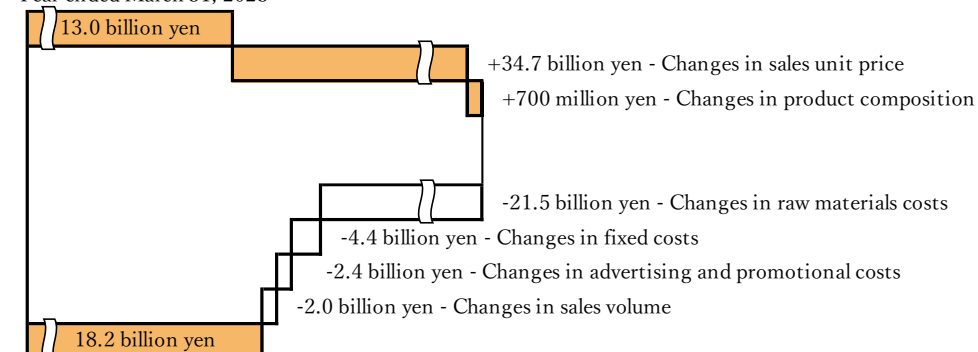 13.0 billion yen
+34.7 billion yen - Changes in sales unit price
+700 million yen - Changes in product composition
-21.5 billion yen - Changes in raw materials costs
-4.4 billion yen - Changes in fixed costs
-2.4 billion yen - Changes in advertising and promotional costs
-2.0 billion yen - Changes in sales volume
18.2 billion yen